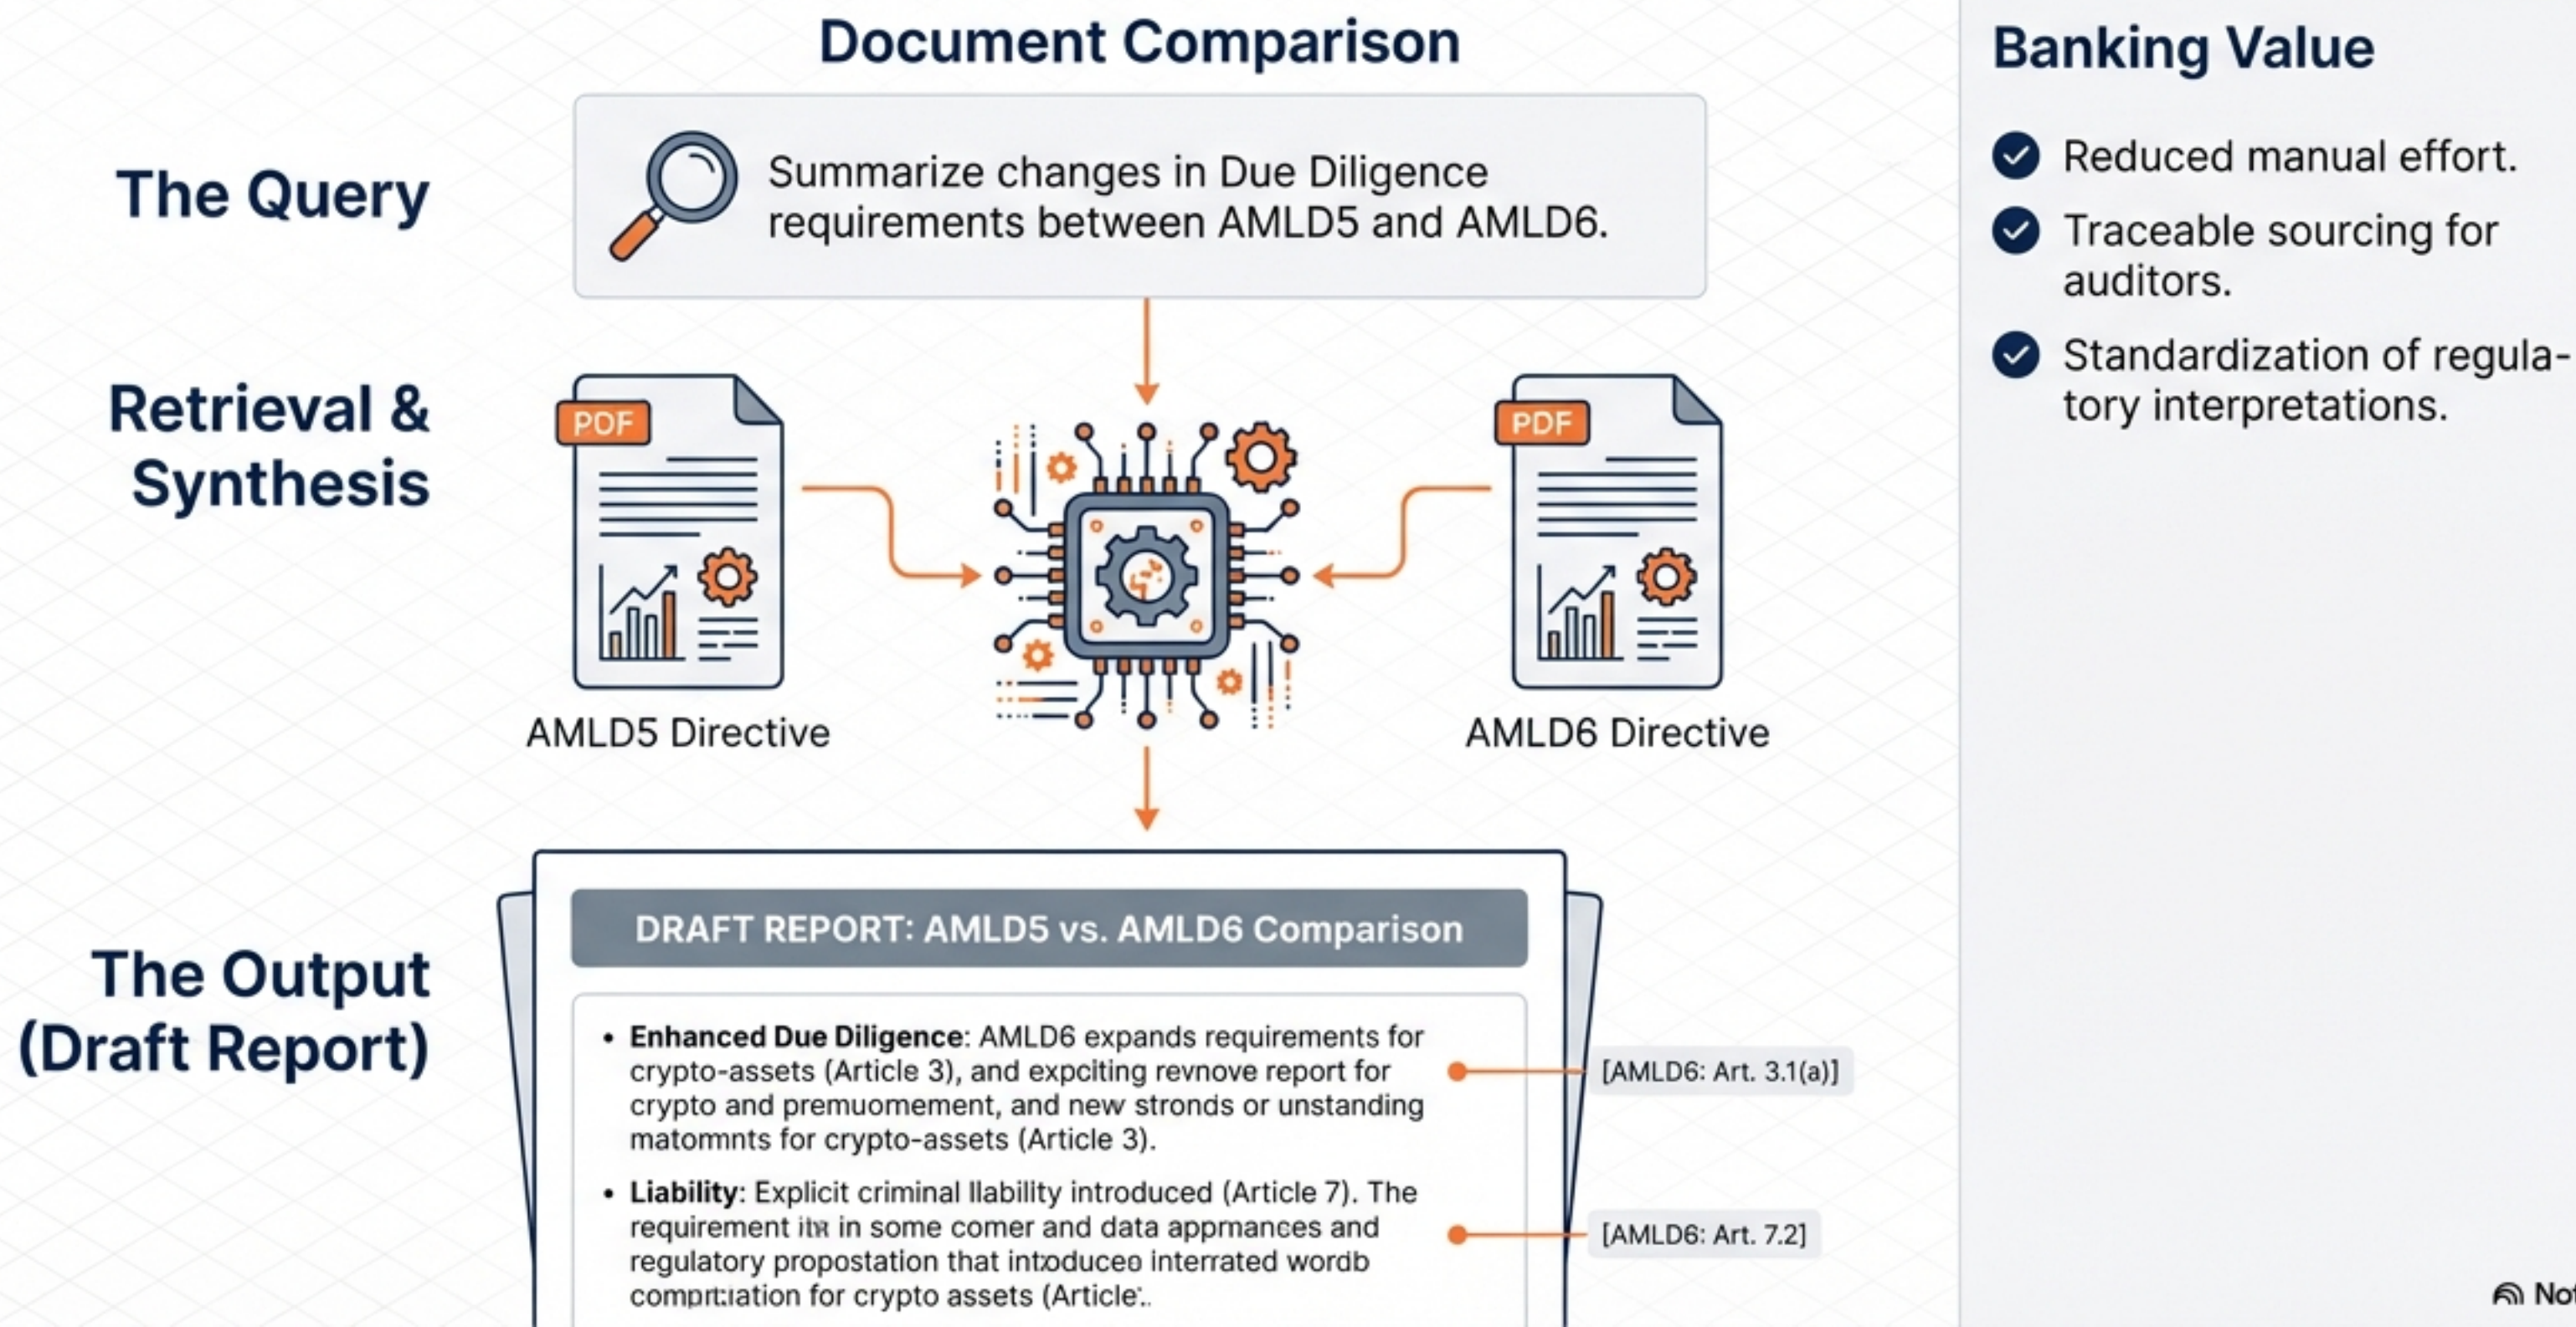 Document Comparison
The Query
Summarize changes in Due Diligence
requirements between AMLD5 and AMLD6.
Retrieval &
Synthesis
PDF
AMLD5 Directive
PDF
AMLD6 Directive
The Output
(Draft Report)
DRAFT REPORT: AMLD5 vs. AMLD6 Comparison
• Enhanced Due Diligence: AMLD6 expands requirements for
crypto-assets (Article 3), and expciting revnove report for
crypto and premuomement, and new stronds or unstanding
matomnts for crypto-assets (Article 3).
[AMLD6: Art. 3.1(a)]
• Liability: Explicit criminal llability introduced (Article 7). The
requirement in some comer and data appmances and
regulatory propostation that interrated wordb
for crypto assets (Article
[AMLD6: Art. 7.2]
Banking Value
Reduced manual effort.
Traceable sourcing for
auditors.
Standardization of regula-
tory interpretations.
Not